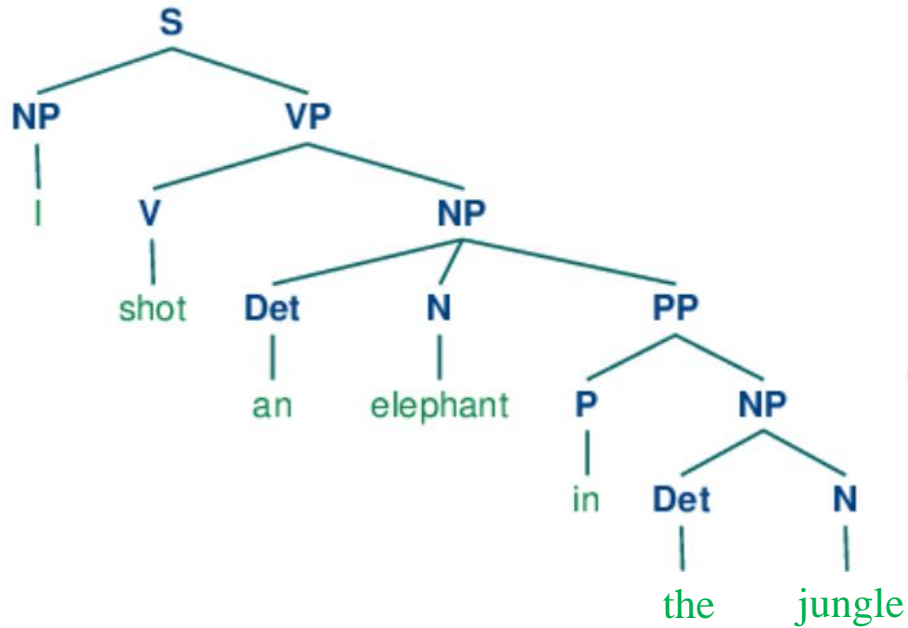 S
NP VP
I V NP
shot Det N PP
an elephant P NP
in Det N
the jungle